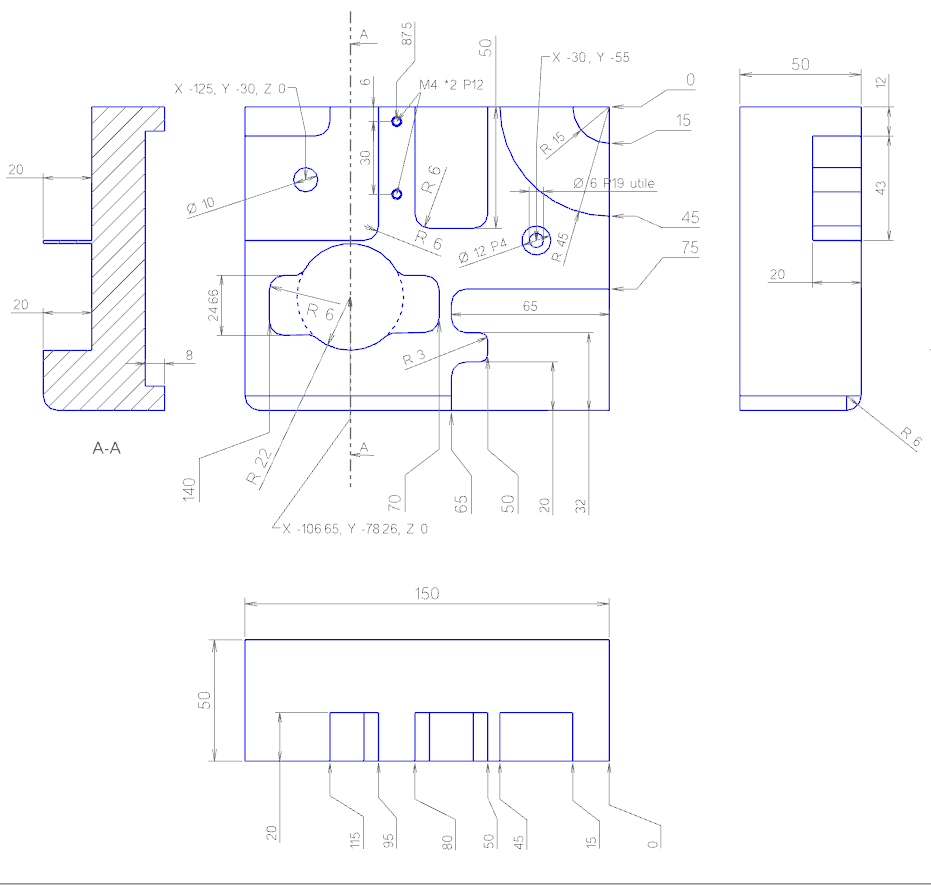 A
87.5
6
50
X -30, Y -55
0
50
12
X -125, Y -30, Z 0
M4 *2 P12
15
R 15
20
30
R 6
Ø 6 P19 utile
43
Ø 10
R 6
Ø 12 P4
R 45
45
75
20
20
24.66
R 6
65
8
R 3
R 6
A-A
A
R 22
140
70
65
50
20
32
X -106.65, Y -78.26, Z 0
150
50
20
115
95
80
50
45
15
0